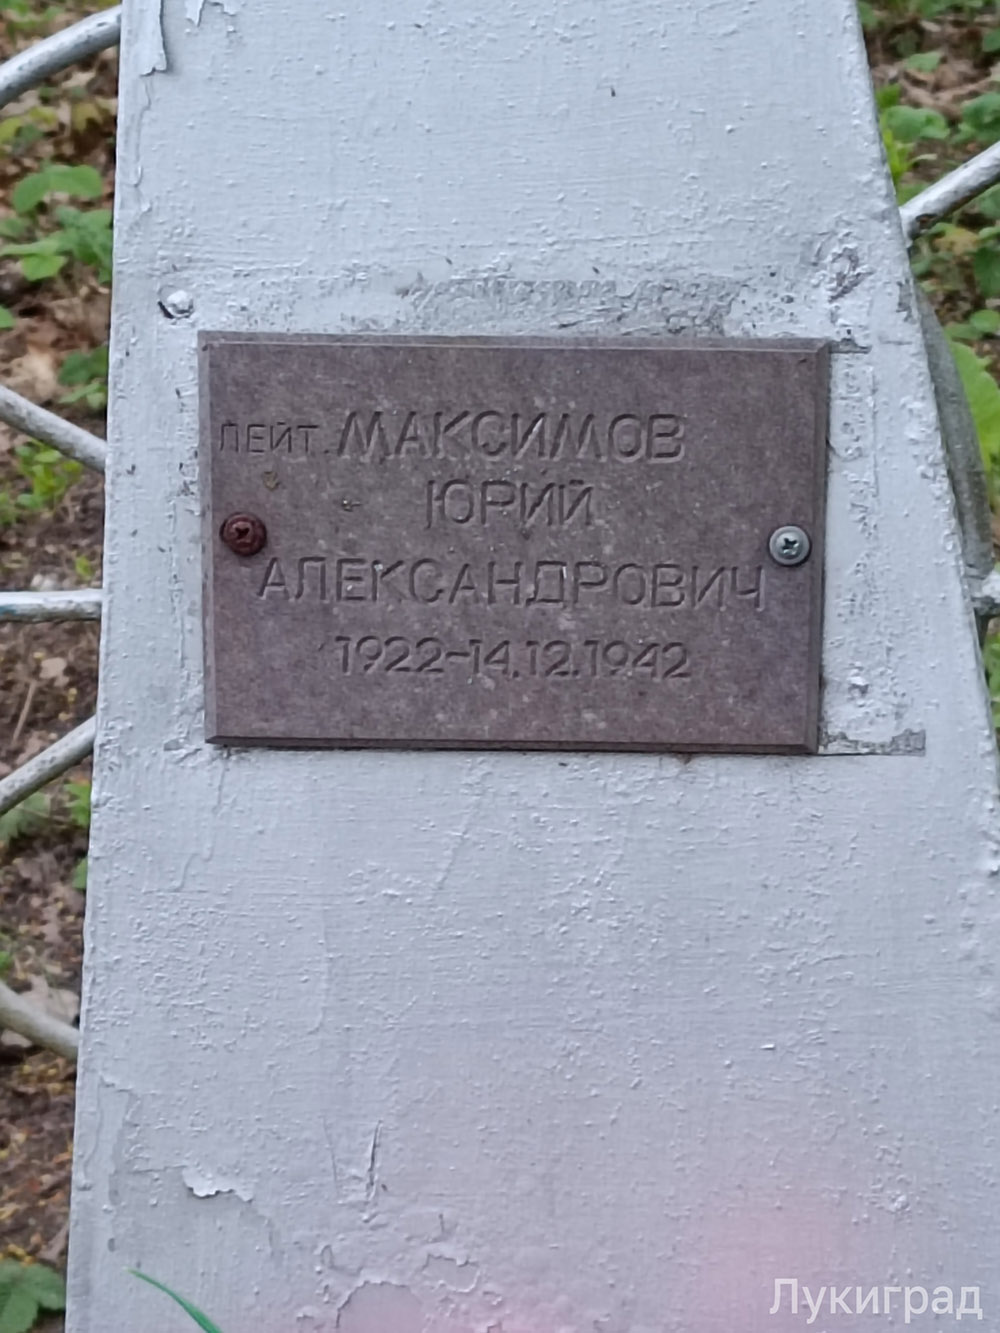 ЛЕЙТ. МАКСИМОВ
ЮРИЙ
АЛЕКСАНДРОВИЧ
1922-14.12.1942
Лукиград